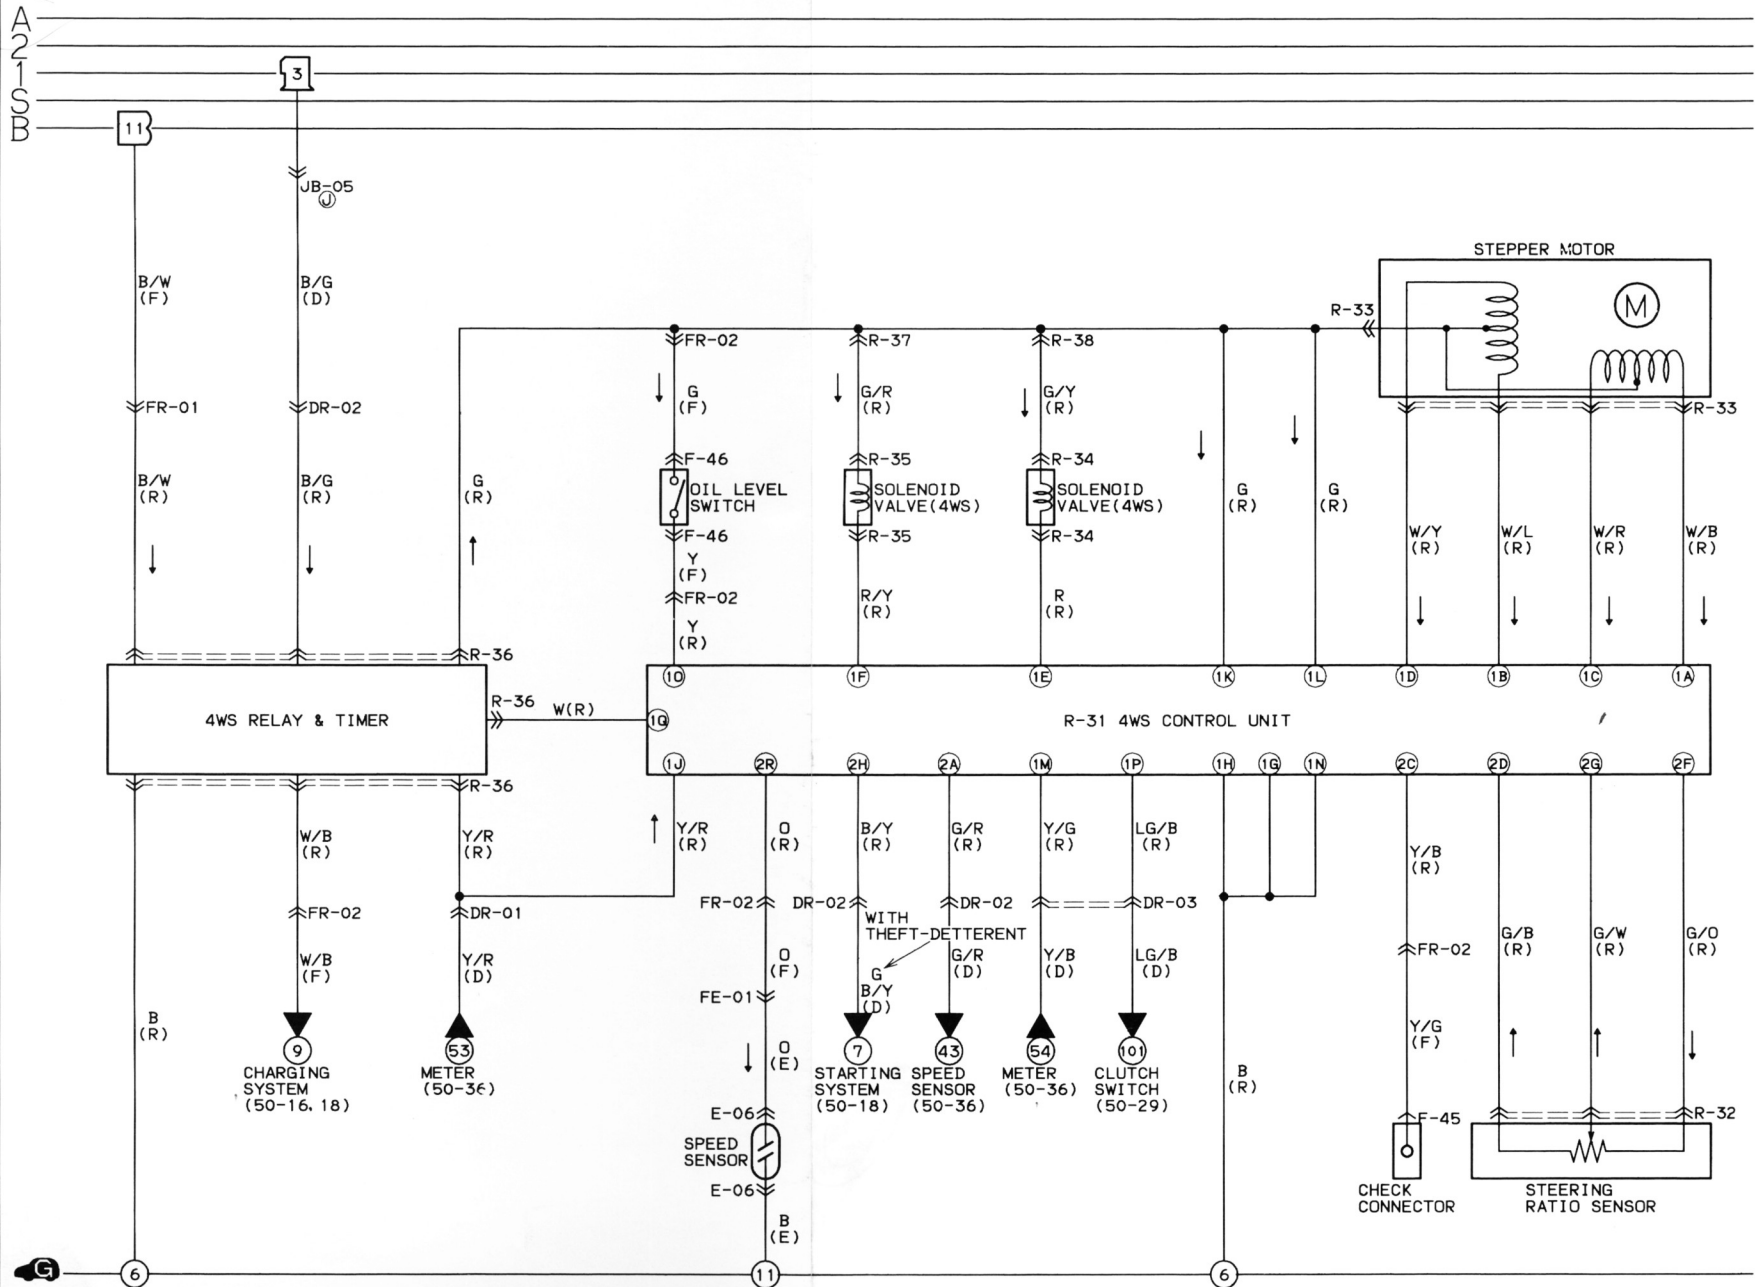 A
2
1
S
B
3
11
JB-05
J
B/W
(F)
B/G
(D)
STEPPER MOTOR
M
R-33
FR-02
R-37
R-38
G
(F)
G/R
(R)
G/Y
(R)
FR-01
DR-02
R-33
F-46
R-35
R-34
B/W
(R)
B/G
(R)
G
(R)
OIL LEVEL
SWITCH
SOLENOID
VALVE(4WS)
SOLENOID
VALVE(4WS)
G
(R)
G
(R)
F-46
R-35
R-34
W/Y
(R)
W/L
(R)
W/R
(R)
W/B
(R)
Y
(F)
FR-02
R/Y
(R)
R
(R)
Y
(R)
R-36
1O 1F 1E 1K 1L 1D 1B 1C 1A
4WS RELAY & TIMER
R-36
W(R)
1Q
R-31 4WS CONTROL UNIT
1J 2R 2H 2A 1M 1P 1H 1G 1N 2C 2D 2G 2F
R-36
W/B
(R)
Y/R
(R)
Y/R
(R)
O
(R)
B/Y
(R)
G/R
(R)
Y/G
(R)
LG/B
(R)
Y/B
(R)
FR-02
DR-01
FR-02
DR-02
DR-02
DR-03
WITH
THEFT-DETTERENT
W/B
(F)
Y/R
(D)
O
(F)
G
B/Y
(D)
G/R
(D)
Y/B
(D)
LG/B
(D)
FR-02
G/B
(R)
G/W
(R)
G/O
(R)
FE-01
B
(R)
O
(E)
Y/G
(F)
9
CHARGING
SYSTEM
(50-16, 18)
53
METER
(50-36)
7
STARTING
SYSTEM
(50-18)
43
SPEED
SENSOR
(50-36)
54
METER
(50-36)
101
CLUTCH
SWITCH
(50-29)
B
(R)
E-06
SPEED
SENSOR
E-06
F-45
R-32
CHECK
CONNECTOR
STEERING
RATIO SENSOR
B
(E)
G
6
11
6